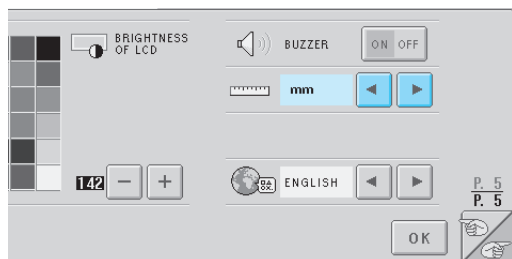 BRIGHTNESS
OF LCD
BUZZER
ON OFF
mm
142
ENGLISH
P. 5
P. 5
OK